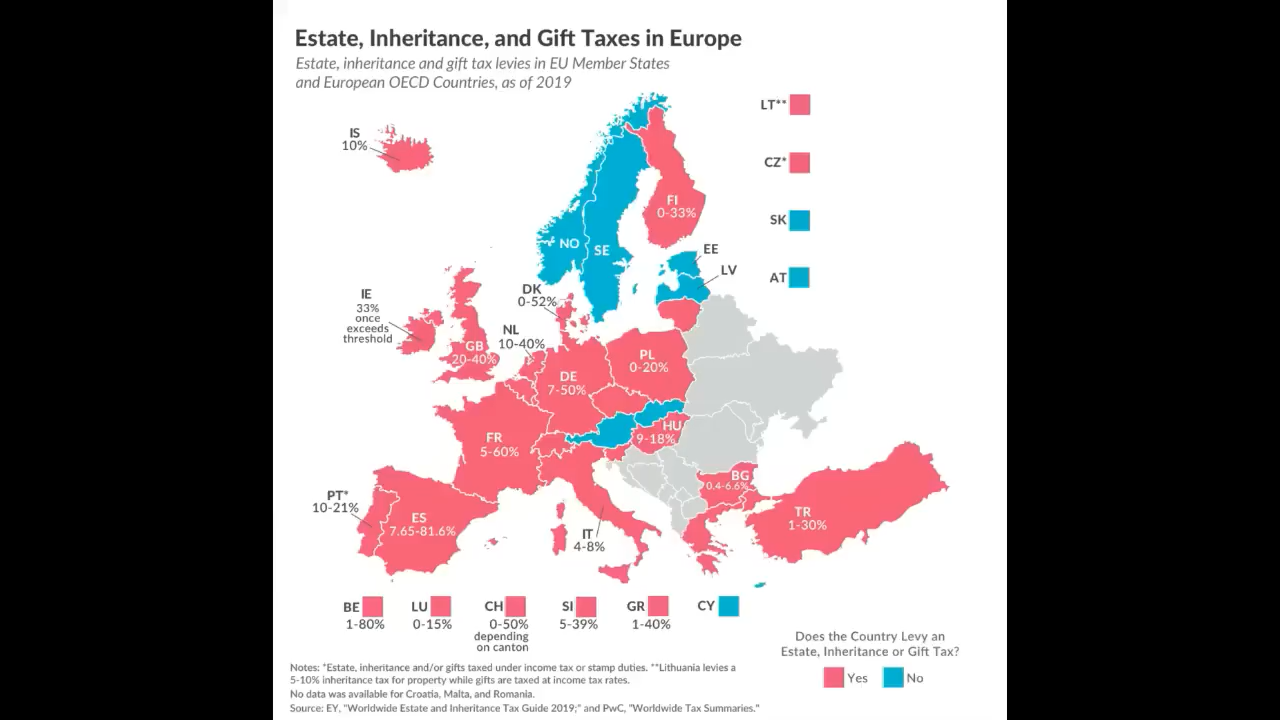 Estate, Inheritance, and Gift Taxes in Europe
Estate, inheritance and gift tax levies in EU Member States
and European OECD Countries, as of 2019
LT**
IS
10%
CZ*
FI
0-33%
SK
NO
SE
EE
LV
AT
DK
0-52%
IE
33%
once
exceeds
threshold
NL
10-40%
GB
20-40%
PL
0-20%
DE
7-50%
HU
9-18%
FR
5-60%
BG
0.4-6.6%
PT*
10-21%
ES
7.65-81.6%
TR
1-30%
IT
4-8%
BE
1-80%
LU
0-15%
CH
0-50%
depending
on canton
SI
5-39%
GR
1-40%
CY
Does the Country Levy an
Estate, Inheritance or Gift Tax?
Yes
No
Notes: *Estate, inheritance and/or gifts taxed under income tax or stamp duties. **Lithuania levies a
5-10% inheritance tax for property while gifts are taxed at income tax rates.
No data was available for Croatia, Malta, and Romania.
Source: EY, "Worldwide Estate and Inheritance Tax Guide 2019;" and PwC, "Worldwide Tax Summaries."